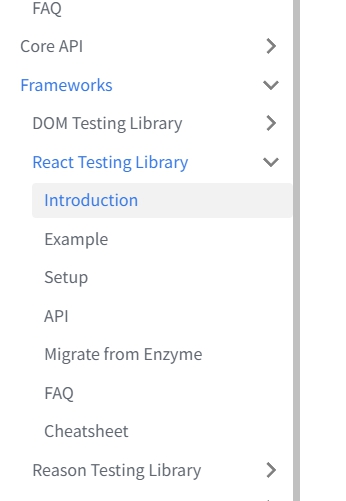 FAQ
Core API
Frameworks
DOM Testing Library
React Testing Library
Introduction
Example
Setup
API
Migrate from Enzyme
FAQ
Cheatsheet
Reason Testing Library